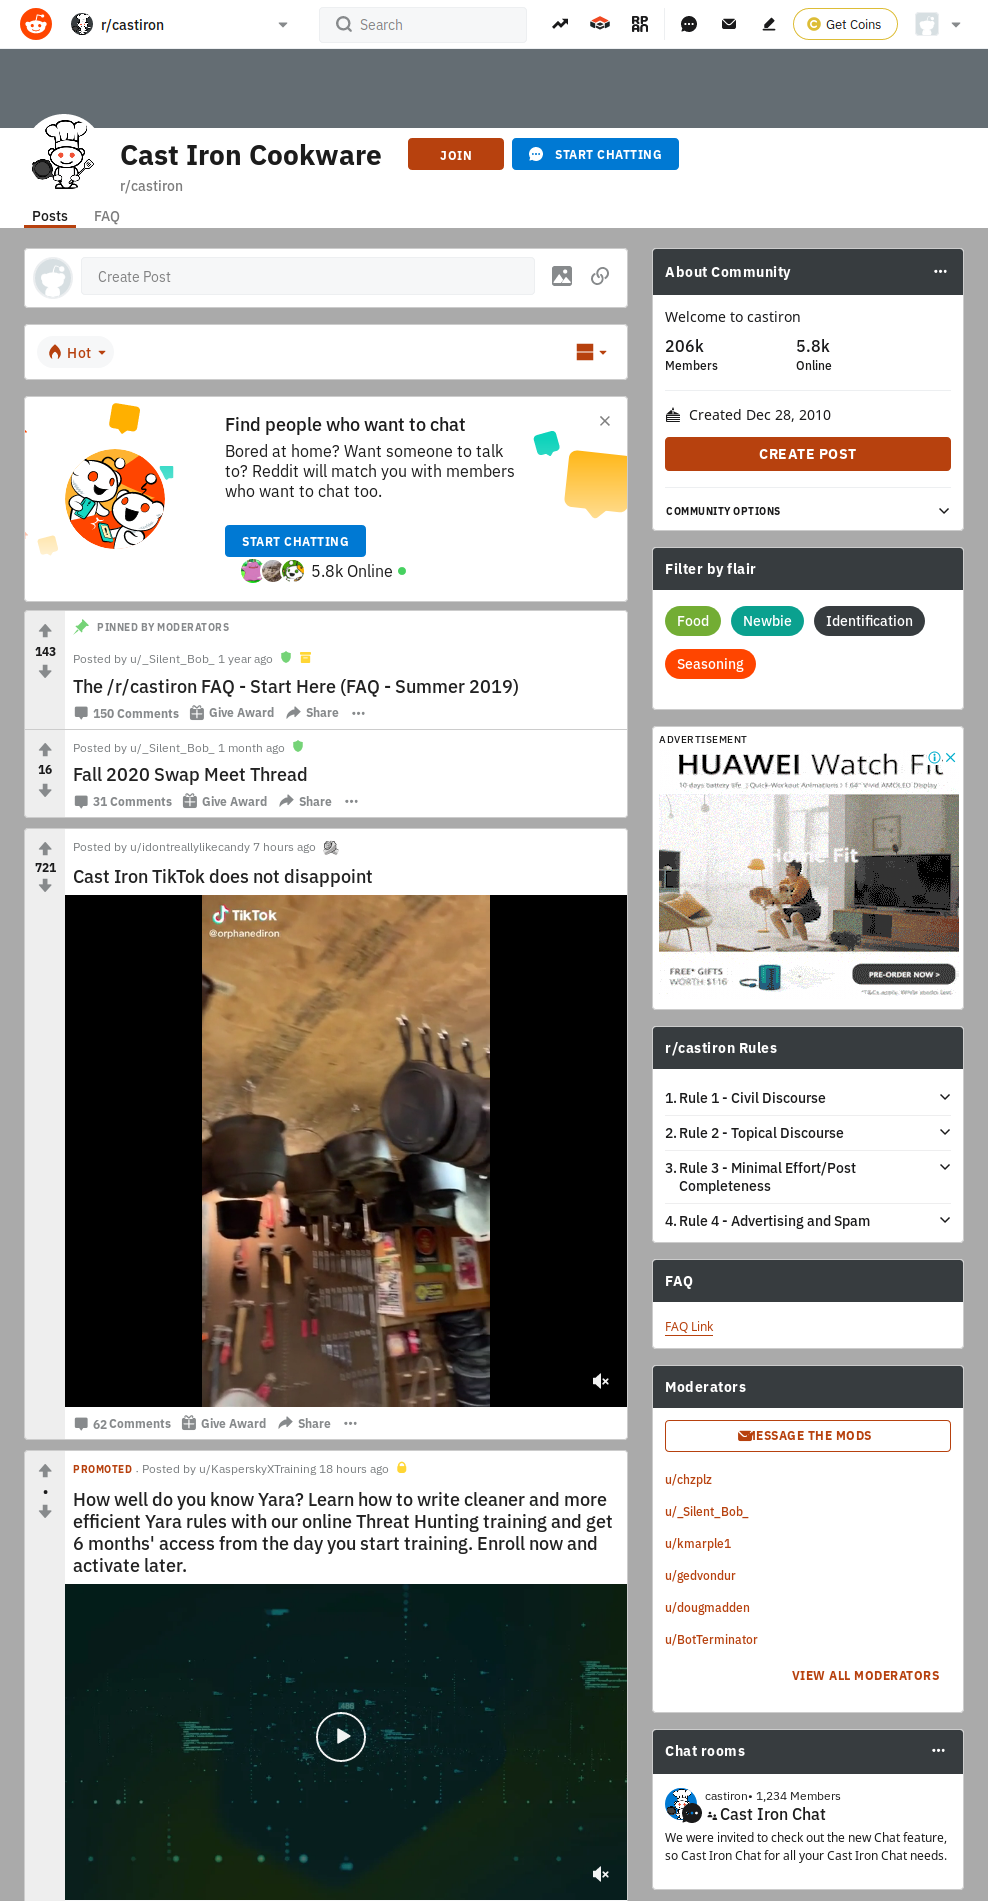 r/castiron
Search
Get Coins
Cast Iron Cookware
JOIN
START CHATTING
r/castiron
Posts
FAQ
Create Post
Hot
Find people who want to chat
Bored at home? Want someone to talk
to? Reddit will match you with members
who want to chat too.
START CHATTING
5.8k Online
PINNED BY MODERATORS
143
Posted by u/_Silent_Bob_ 1 year ago
The /r/castiron FAQ - Start Here (FAQ - Summer 2019)
150 Comments Give Award Share
16
Posted by u/_Silent_Bob_ 1 month ago
Fall 2020 Swap Meet Thread
31 Comments Give Award Share
721
Posted by u/idontreallylikecandy 7 hours ago
Cast Iron TikTok does not disappoint
TikTok
@orphanediron
62 Comments Give Award Share
PROMOTED · Posted by u/KasperskyXTraining 18 hours ago
How well do you know Yara? Learn how to write cleaner and more
efficient Yara rules with our online Threat Hunting training and get
6 months' access from the day you start training. Enroll now and
activate later.
About Community
Welcome to castiron
206k 5.8k
Members Online
Created Dec 28, 2010
CREATE POST
COMMUNITY OPTIONS
Filter by flair
Food Newbie Identification
Seasoning
ADVERTISEMENT
HUAWEI Watch Fit
10 days battery life | Quick-Workout Animations | 1.64" Vivid AMOLED Display
Home Fit
FREE* GIFTS
WORTH $116
PRE-ORDER NOW >
r/castiron Rules
1. Rule 1 - Civil Discourse
2. Rule 2 - Topical Discourse
3. Rule 3 - Minimal Effort/Post
Completeness
4. Rule 4 - Advertising and Spam
FAQ
FAQ Link
Moderators
MESSAGE THE MODS
u/chzplz
u/_Silent_Bob_
u/kmarple1
u/gedvondur
u/dougmadden
u/BotTerminator
VIEW ALL MODERATORS
Chat rooms
castiron• 1,234 Members
Cast Iron Chat
We were invited to check out the new Chat feature,
so Cast Iron Chat for all your Cast Iron Chat needs.